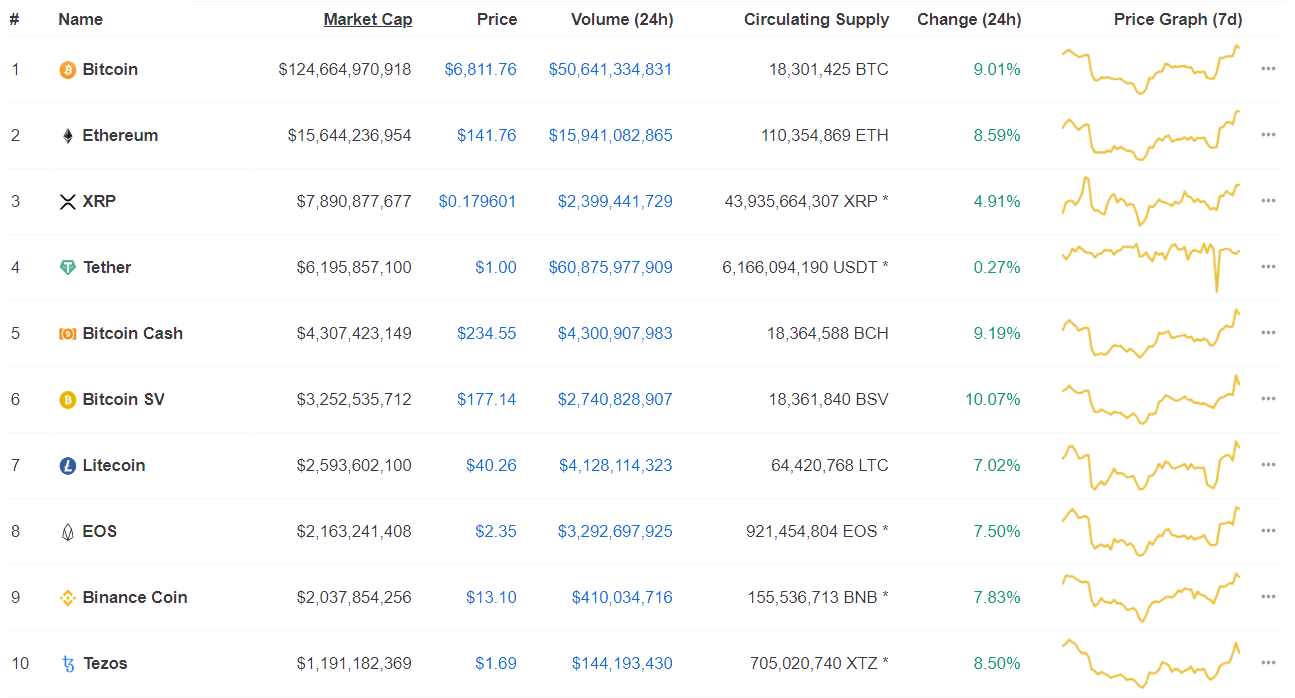 # Name Market Cap Price Volume (24h) Circulating Supply Change (24h) Price Graph (7d)
1 Bitcoin $124,664,970,918 $6,811.76 $50,641,334,831 18,301,425 BTC 9.01%
2 Ethereum $15,644,236,954 $141.76 $15,941,082,865 110,354,869 ETH 8.59%
3 XRP $7,890,877,677 $0.179601 $2,399,441,729 43,935,664,307 XRP * 4.91%
4 Tether $6,195,857,100 $1.00 $60,875,977,909 6,166,094,190 USDT * 0.27%
5 Bitcoin Cash $4,307,423,149 $234.55 $4,300,907,983 18,364,588 BCH 9.19%
6 Bitcoin SV $3,252,535,712 $177.14 $2,740,828,907 18,361,840 BSV 10.07%
7 Litecoin $2,593,602,100 $40.26 $4,128,114,323 64,420,768 LTC 7.02%
8 EOS $2,163,241,408 $2.35 $3,292,697,925 921,454,804 EOS * 7.50%
9 Binance Coin $2,037,854,256 $13.10 $410,034,716 155,536,713 BNB * 7.83%
10 Tezos $1,191,182,369 $1.69 $144,193,430 705,020,740 XTZ * 8.50%